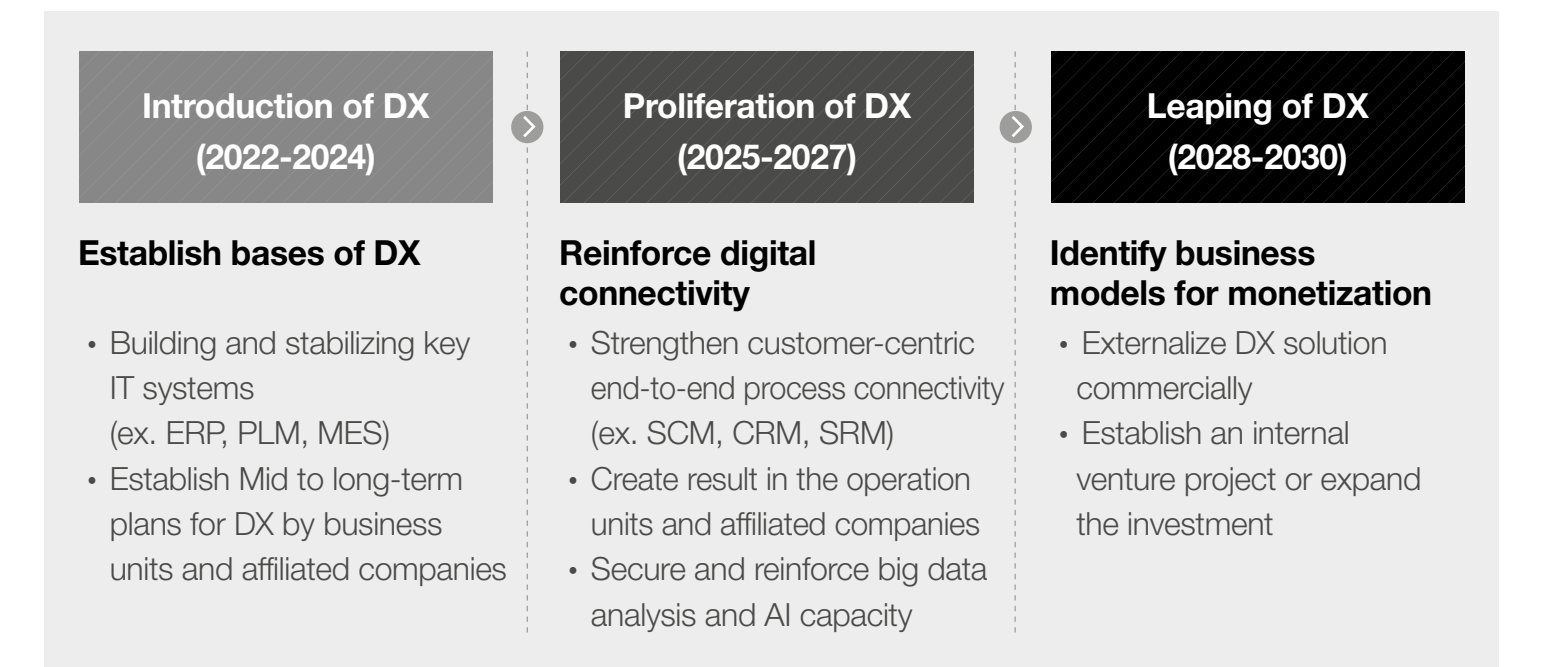 Introduction of DX
(2022-2024)
Establish bases of DX
• Building and stabilizing key
IT systems
(ex. ERP, PLM, MES)
• Establish Mid to long-term
plans for DX by business
units and affiliated companies
Proliferation of DX
(2025-2027)
Reinforce digital
connectivity
• Strengthen customer-centric
end-to-end process connectivity
(ex. SCM, CRM, SRM)
• Create result in the operation
units and affiliated companies
• Secure and reinforce big data
analysis and AI capacity
Leaping of DX
(2028-2030)
Identify business
models for monetization
• Externalize DX solution
commercially
• Establish an internal
venture project or expand
the investment